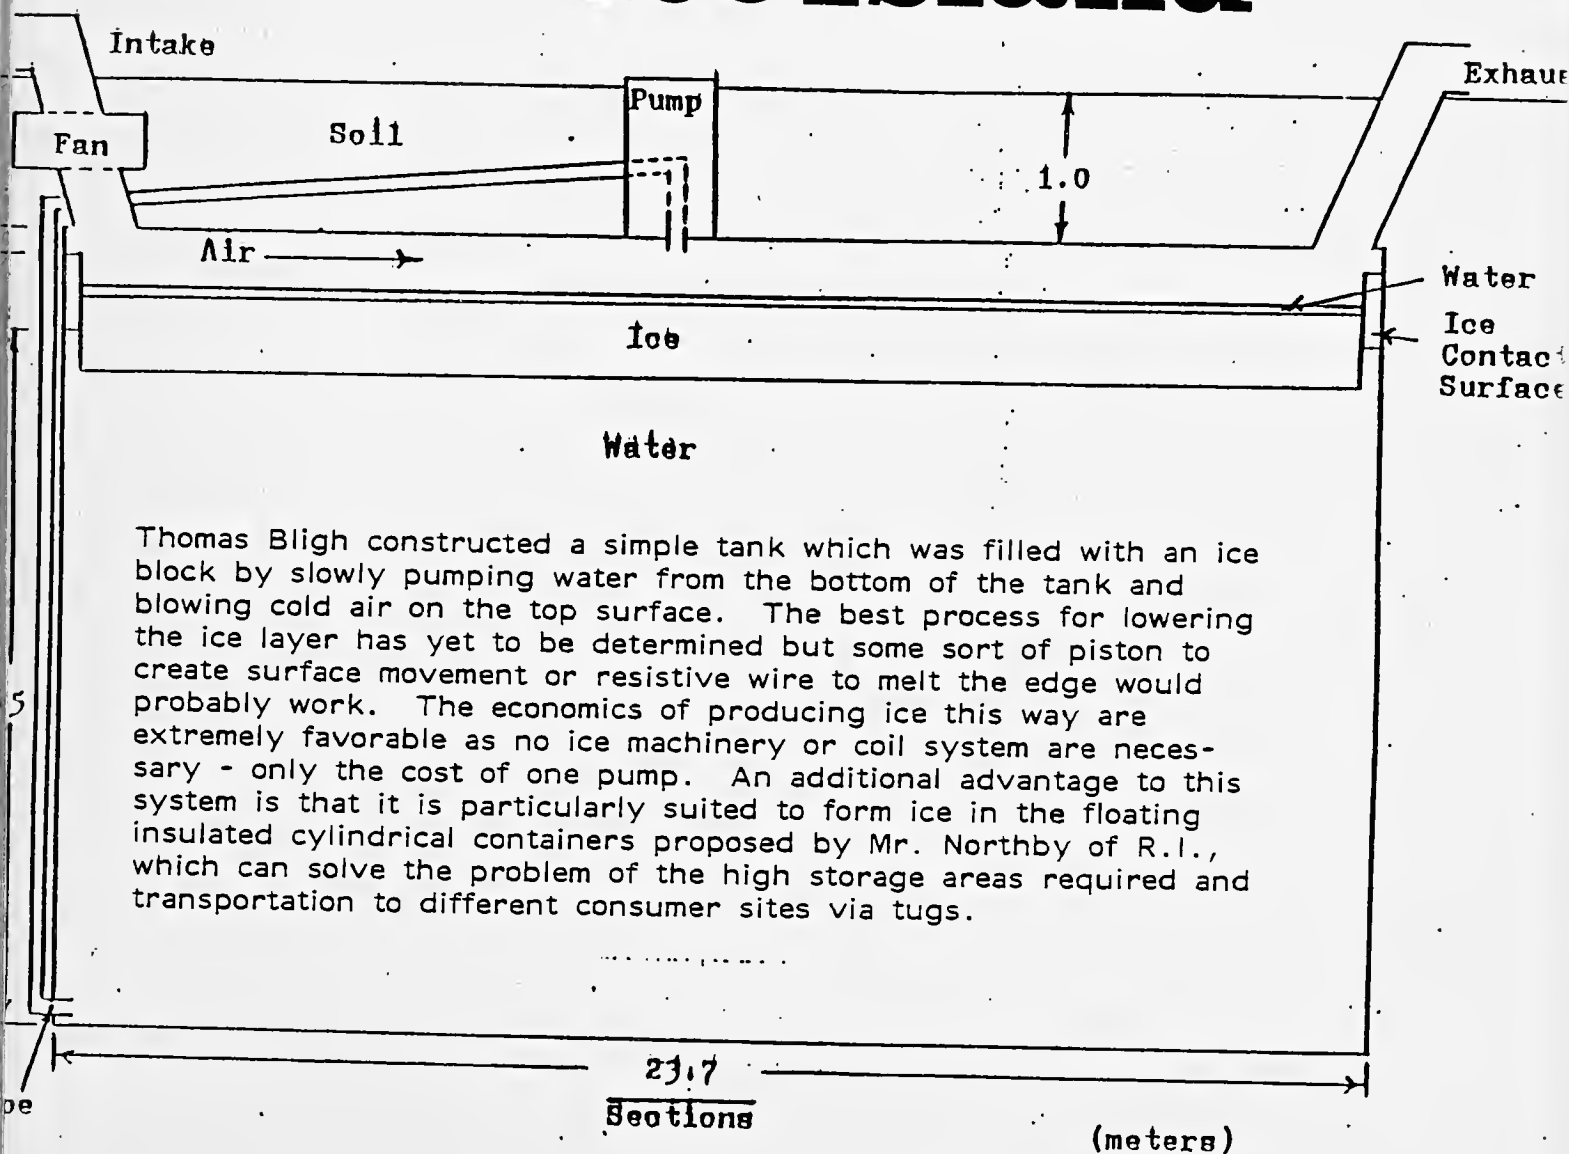 Intake
Exhaus
Fan
Soil
Pump
1.0
Air
Water
Ice
Ice
Contact
Surface
Water
Thomas Bligh constructed a simple tank which was filled with an ice
block by slowly pumping water from the bottom of the tank and
blowing cold air on the top surface. The best process for lowering
the ice layer has yet to be determined but some sort of piston to
create surface movement or resistive wire to melt the edge would
probably work. The economics of producing ice this way are
extremely favorable as no ice machinery or coil system are neces-
sary - only the cost of one pump. An additional advantage to this
system is that it is particularly suited to form ice in the floating
insulated cylindrical containers proposed by Mr. Northby of R.I.,
which can solve the problem of the high storage areas required and
transportation to different consumer sites via tugs.
5
23.7
Sections
pe
(meters)